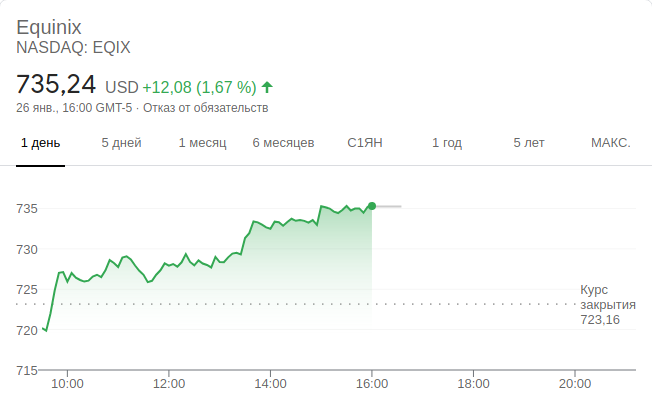 Equinix
NASDAQ: EQIX
735,24 USD +12,08 (1,67 %)
26 янв., 16:00 GMT-5 · Отказ от обязательств
1 день 5 дней 1 месяц 6 месяцев С1ЯН 1 год 5 лет МАКС.
735
730
725
Курс
закрытия
723,16
720
715
10:00 12:00 14:00 16:00 18:00 20:00